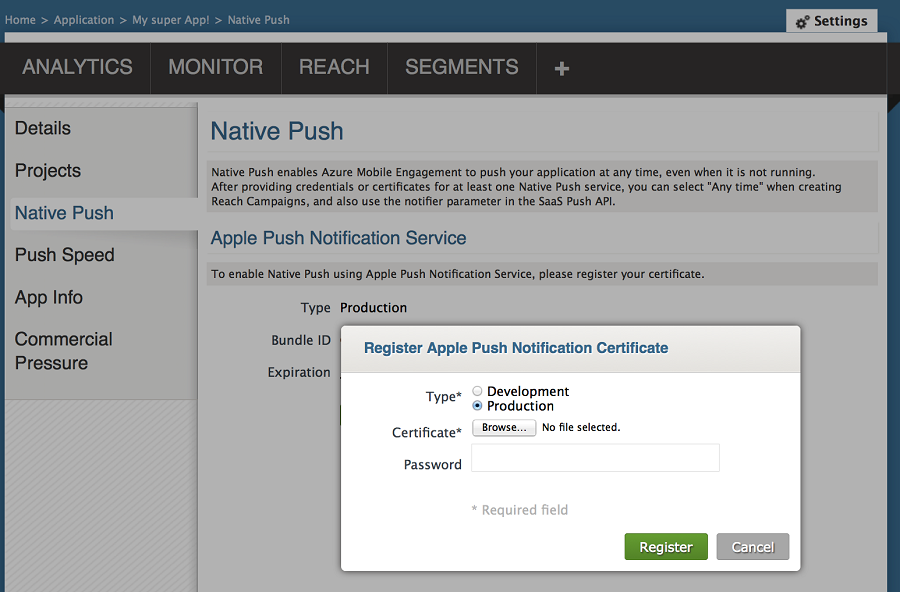 Home > Application > My super App! > Native Push
Settings
ANALYTICS MONITOR REACH SEGMENTS +
Details
Projects
Native Push
Push Speed
App Info
Commercial
Pressure
Native Push
Native Push enables Azure Mobile Engagement to push your application at any time, even when it is not running.
After providing credentials or certificates for at least one Native Push service, you can select "Any time" when creating
Reach Campaigns, and also use the notifier parameter in the SaaS Push API.
Apple Push Notification Service
To enable Native Push using Apple Push Notification Service, please register your certificate.
Type Production
Bundle ID
Expiration
Register Apple Push Notification Certificate
Type* Development
Production
Certificate* Browse... No file selected.
Password
* Required field
Register Cancel